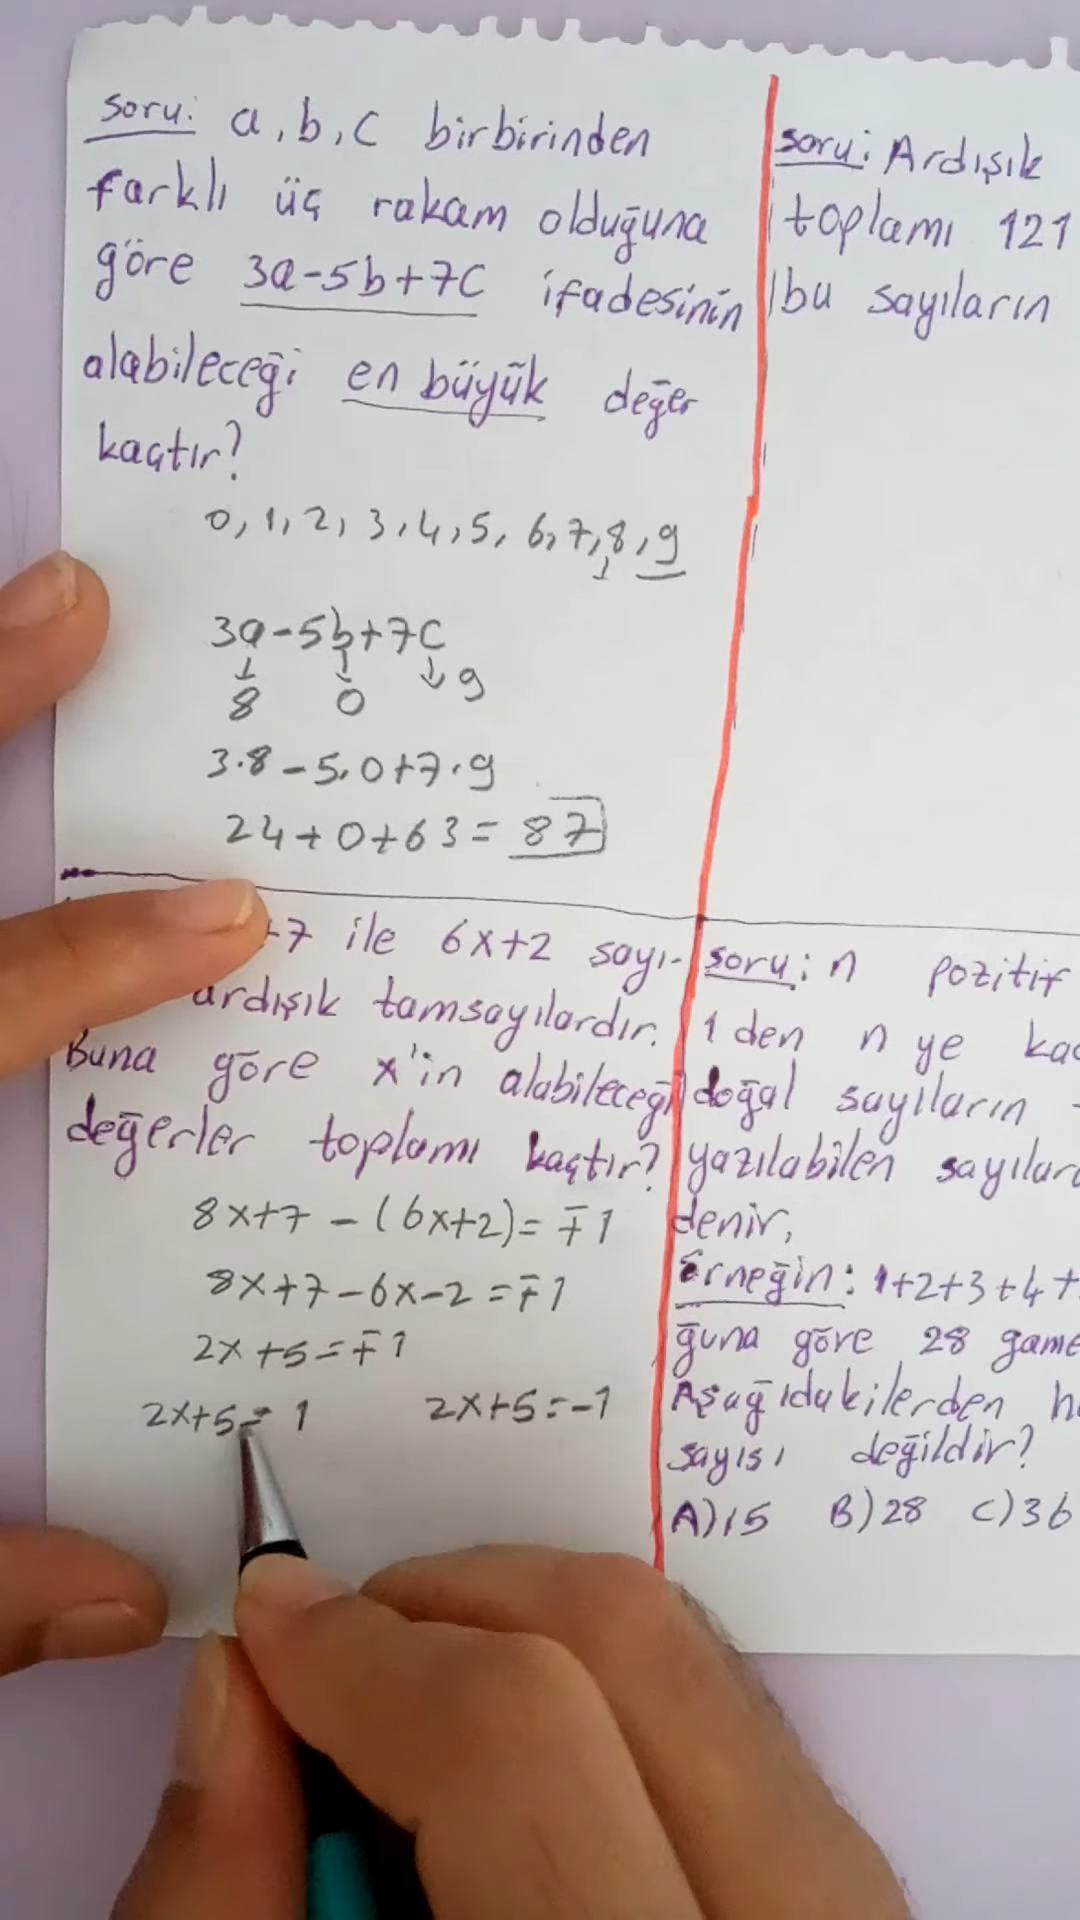 soru: a, b, c birbirinden
farklı üç rakam olduğuna
göre 3a-5b+7c ifadesinin
alabileceği en büyük değer
kaçtır?
0, 1, 2, 3, 4, 5, 6, 7, 8, 9
3a-5b+7c
8 0 9
3.8-5.0+7.9
24+0+63=87
+7 ile 6x+2 sayı-
ardışık tamsayılardır.
Buna göre x'in alabileceği
değerler toplamı kaçtır?
8x+7-(6x+2)=∓1
8x+7-6x-2=∓1
2x+5=∓1
2x+5=1 2x+5=-1
soru: Ardışık
toplamı 121
bu sayıların
soru: n pozitif
1 den n ye
doğal sayıların
yazılabilen
denir,
Örneğin: 1+2+3+4+
ğuna göre 28
Aşağıdakilerden
sayısı değildir?
A)15 B)28 C)36